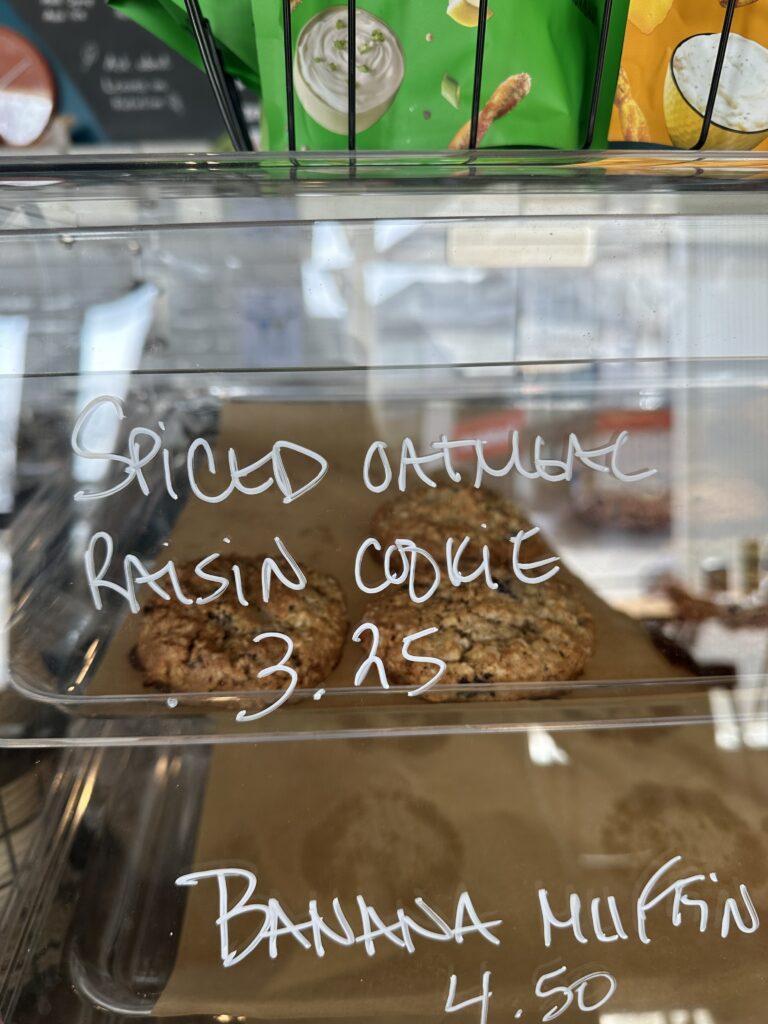 SPICED OATMEAL
RAISIN COOKIE
3.25
BANANA MUFFIN
4.50